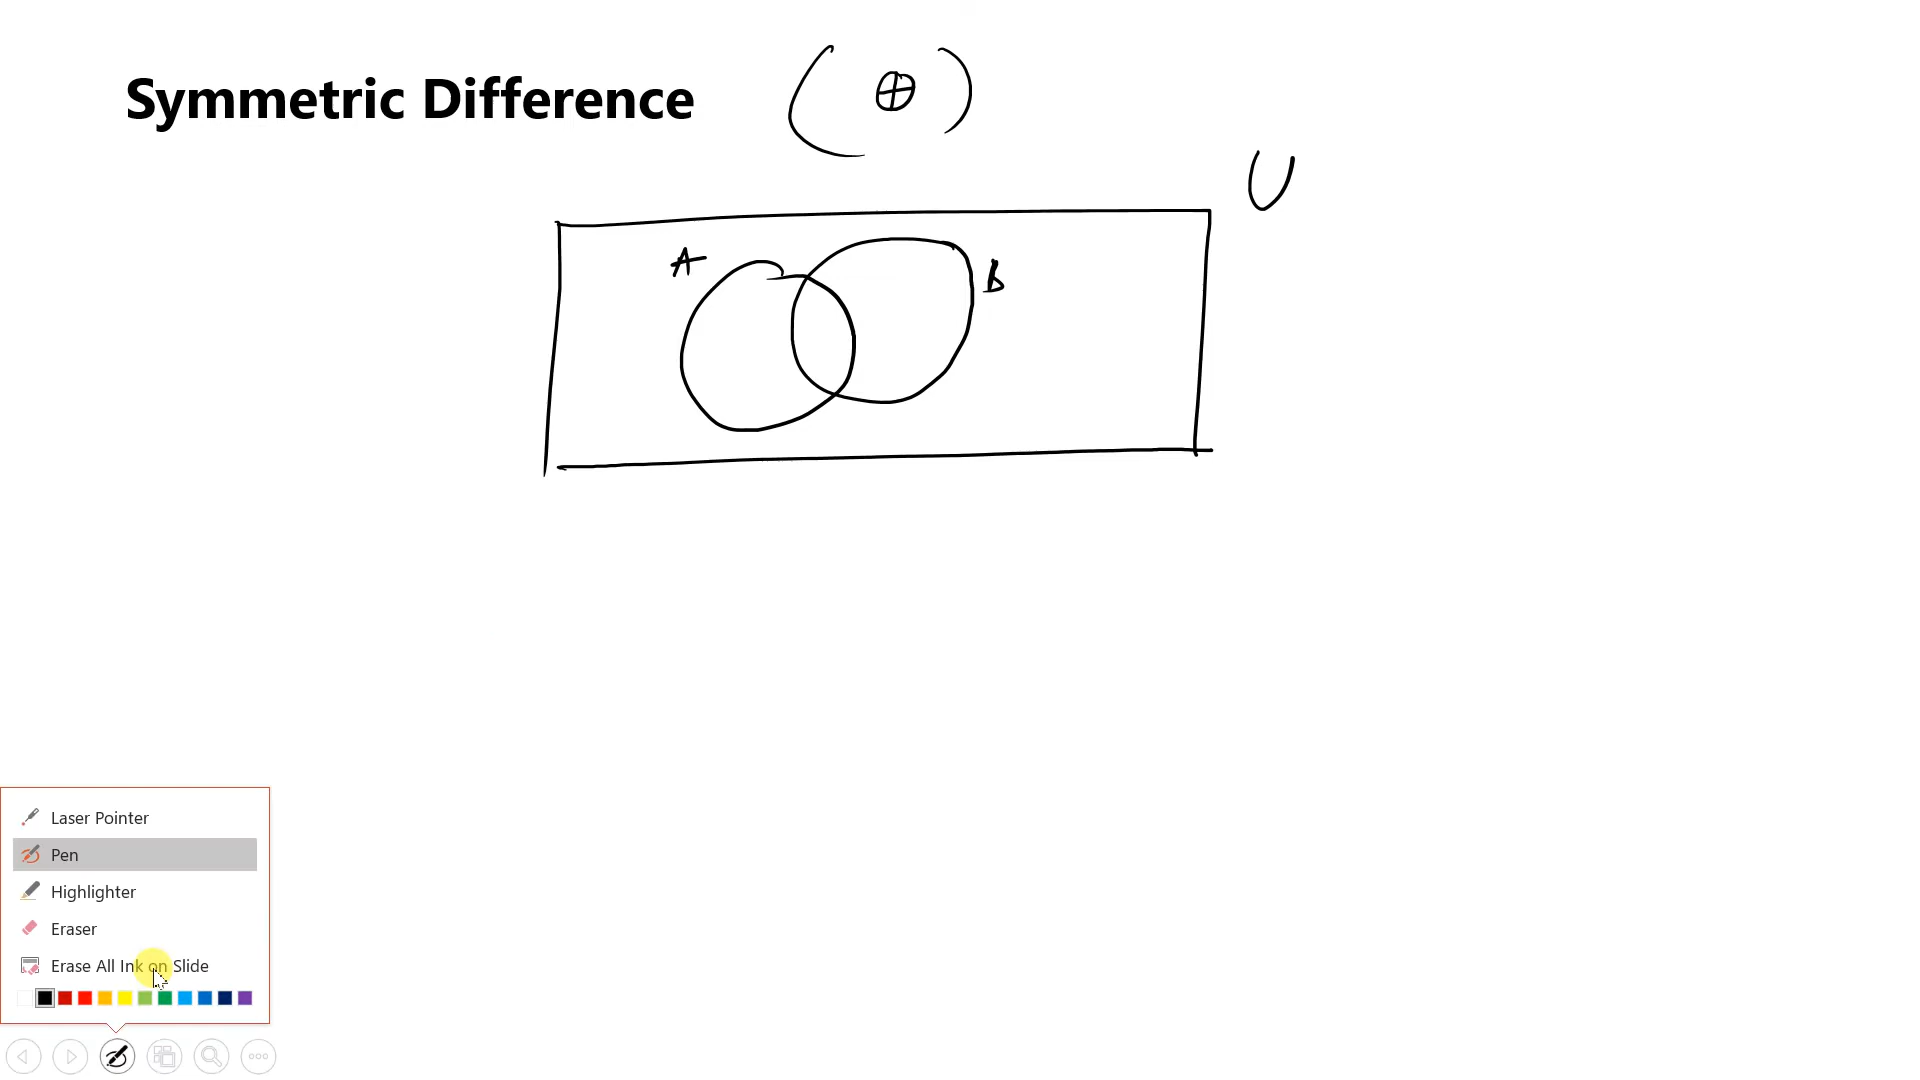 Symmetric Difference ( ⊕ )
U
A
B
Laser Pointer
Pen
Highlighter
Eraser
Erase All Ink on Slide